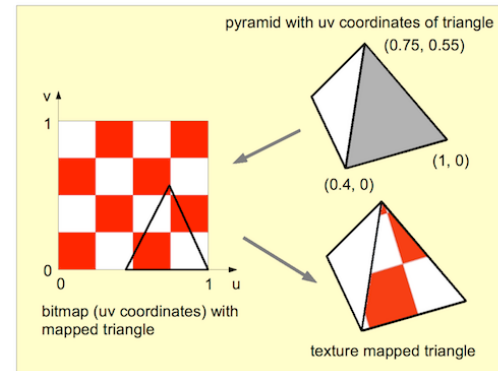 pyramid with uv coordinates of triangle
(0.75, 0.55)
v
1
(1, 0)
(0.4, 0)
0
0
1
u
bitmap (uv coordinates) with
mapped triangle
texture mapped triangle